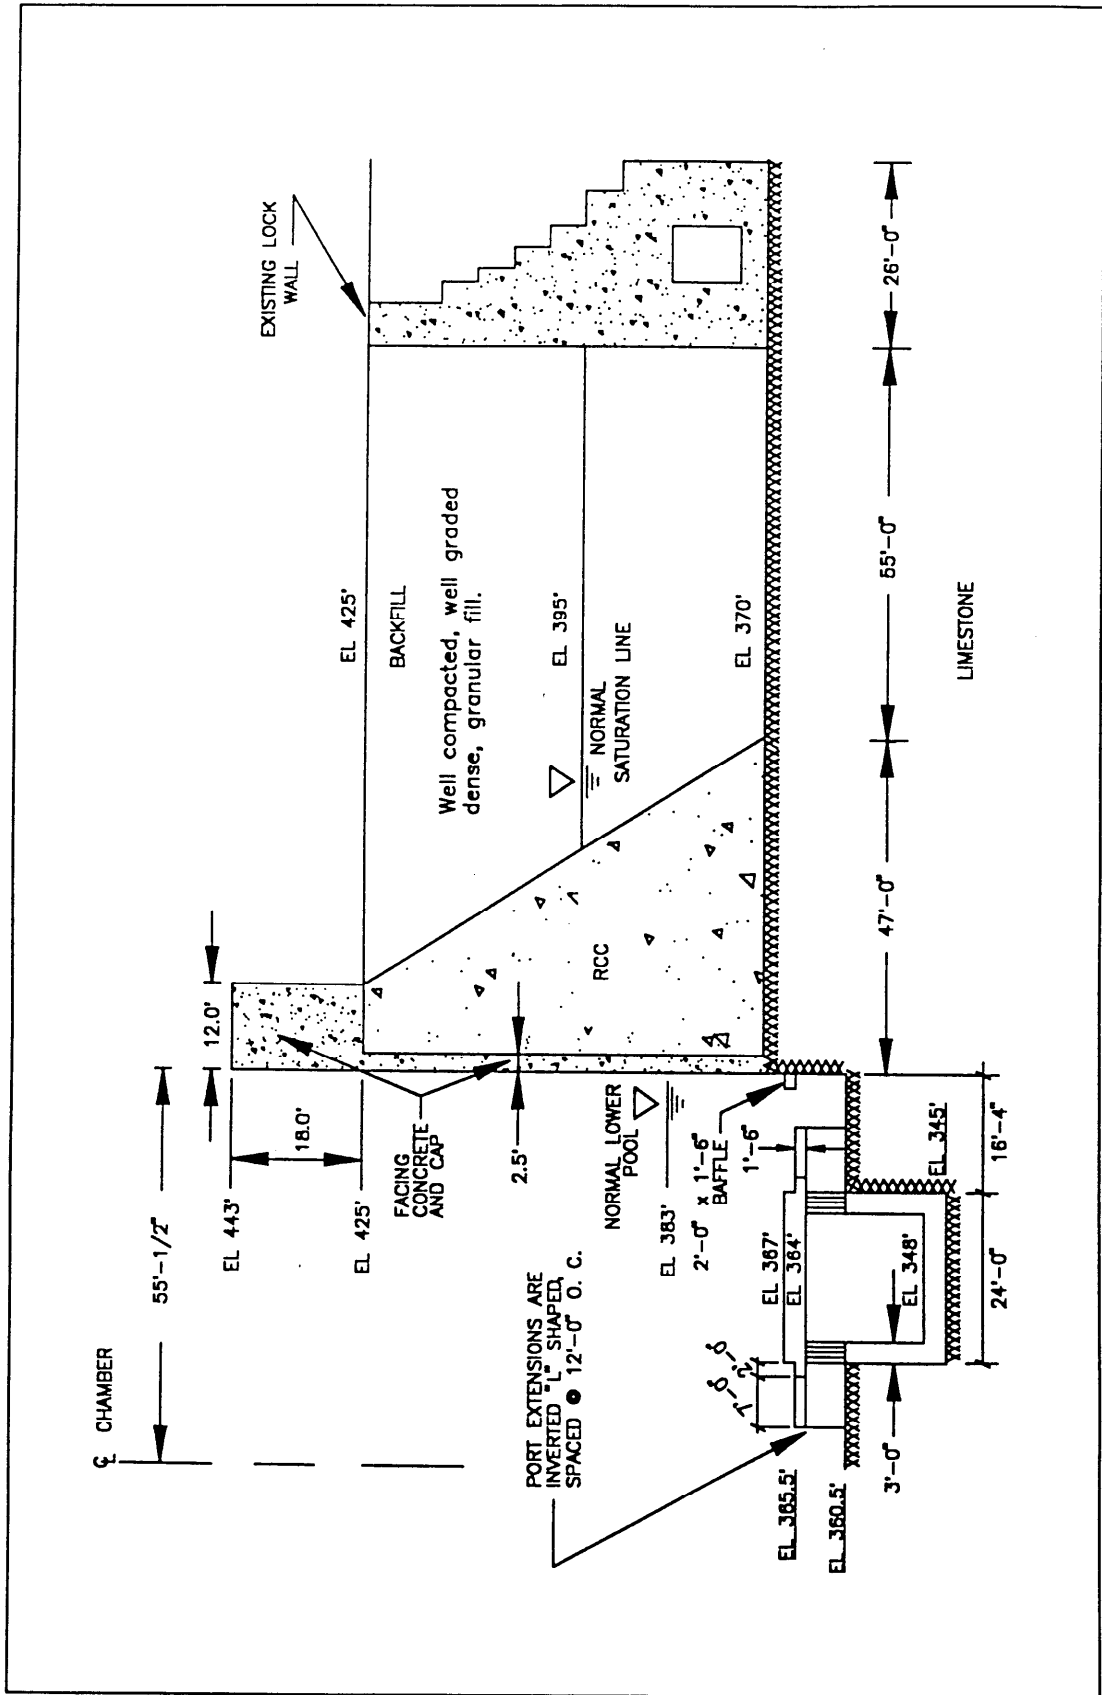 ℄ CHAMBER
55'-1/2"
12.0'
EL 443'
18.0'
EL 425'
FACING
CONCRETE
AND CAP
2.5'
EXISTING LOCK
WALL
EL 425'
BACKFILL
Well compacted, well graded
dense, granular fill.
EL 395'
NORMAL
SATURATION LINE
RCC
EL 370'
NORMAL LOWER
POOL
EL 383'
2'-0" x 1'-6"
BAFFLE
1'-6"
PORT EXTENSIONS ARE
INVERTED "L" SHAPED,
SPACED @ 12'-0" O. C.
EL 367'
EL 364'
EL 348'
EL 345'
7'-0"
2'-0"
EL 365.5'
EL 360.5'
3'-0"
24'-0"
16'-4"
47'-0"
55'-0"
26'-0"
LIMESTONE